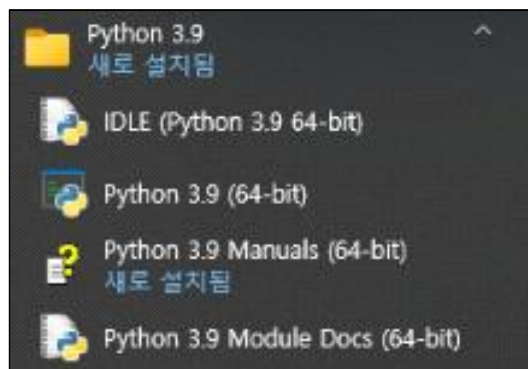 Python 3.9
새로 설치됨
IDLE (Python 3.9 64-bit)
Python 3.9 (64-bit)
Python 3.9 Manuals (64-bit)
새로 설치됨
Python 3.9 Module Docs (64-bit)